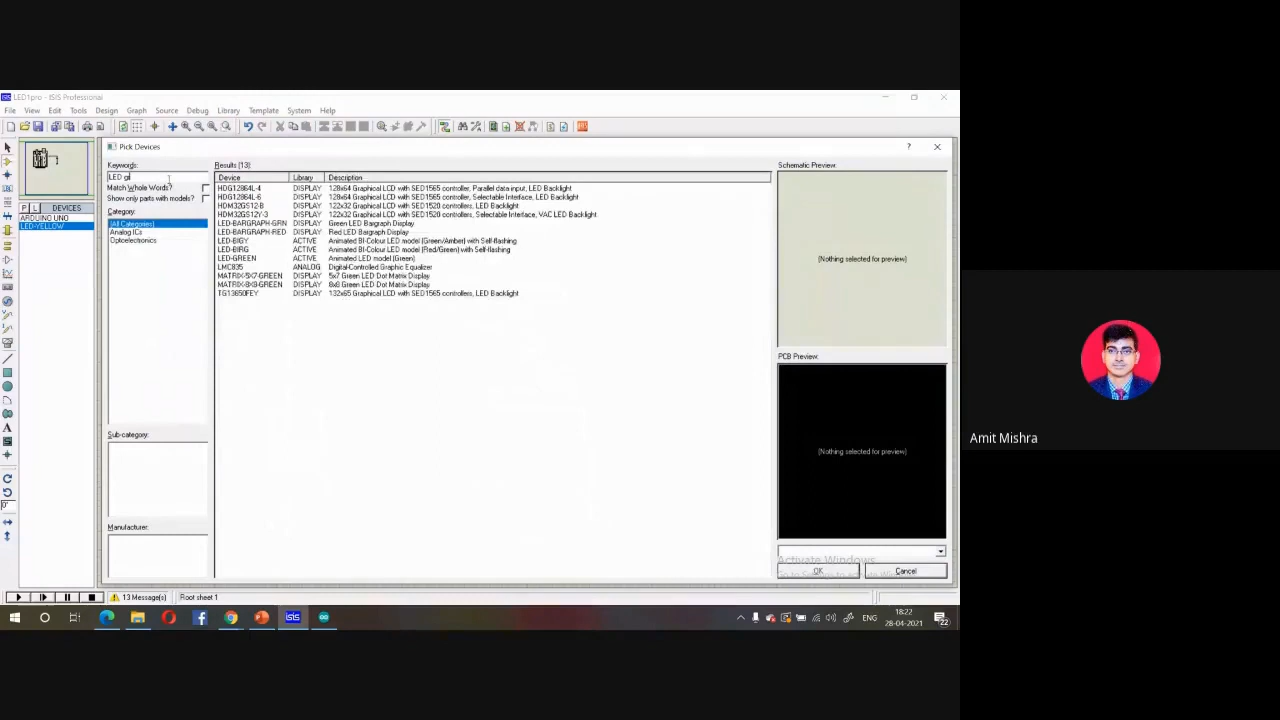 LED1pro - ISIS Professional
File View Edit Tools Design Graph Source Debug Library Template System Help
Pick Devices
Keywords: Results (13): Schematic Preview:
LED g
Match Whole Words?
Show only parts with models?
Category:
(All Categories)
Analog ICs
Optoelectronics
Sub-category:
Manufacturer:
P L DEVICES
ARDUINO UNO
LED-YELLOW
Device Library Description
HDG12864L-4 DISPLAY 128x64 Graphical LCD with SED1565 controller, Parallel data input, LED Backlight
HDG12864L-6 DISPLAY 128x64 Graphical LCD with SED1565 controller, Selectable Interface, LED Backlight
HDM32GS12-B DISPLAY 122x32 Graphical LCD with SED1520 controllers, LED Backlight
HDM32GS12Y-3 DISPLAY 122x32 Graphical LCD with SED1520 controllers, Selectable Interface, VAC LED Backlight
LED-BARGRAPH-GRN DISPLAY Green LED Bargraph Display
LED-BARGRAPH-RED DISPLAY Red LED Bargraph Display
LED-BIGY ACTIVE Animated BI-Colour LED model (Green/Amber) with Self-flashing
LED-BIRG ACTIVE Animated BI-Colour LED model (Red/Green) with Self-flashing
LED-GREEN ACTIVE Animated LED model (Green)
LMC835 ANALOG Digital-Controlled Graphic Equalizer
MATRIX-5X7-GREEN DISPLAY 5x7 Green LED Dot Matrix Display
MATRIX-8X8-GREEN DISPLAY 8x8 Green LED Dot Matrix Display
TG13650FEY DISPLAY 132x65 Graphical LCD with SED1565 controllers, LED Backlight
(Nothing selected for preview)
PCB Preview:
(Nothing selected for preview)
Activate Windows
OK Cancel
13 Message(s) Root sheet 1
ENG 18:22
28-04-2021
22
Amit Mishra